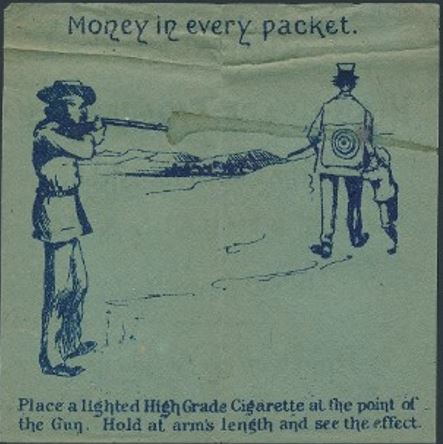 Money in every packet.
Place a lighted High Grade Cigarette at the point of
the Gun. Hold at arm's length and see the effect.